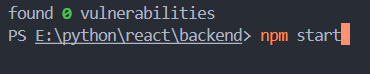 found 0 vulnerabilities
PS E:\python\react\backend> npm start